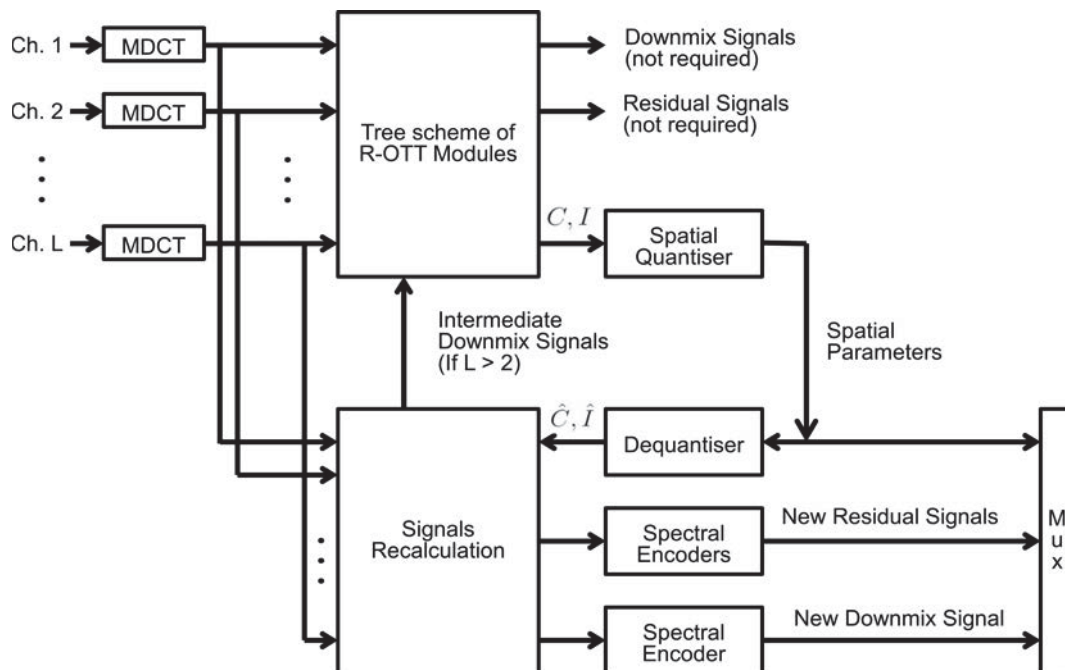 Ch. 1
MDCT
Downmix Signals
(not required)
Ch. 2
MDCT
Residual Signals
(not required)
Tree scheme of
R-OTT Modules
Ch. L
MDCT
C, I
Spatial
Quantiser
Intermediate
Downmix Signals
(If L > 2)
Spatial
Parameters
Ĉ, Î
Dequantiser
Signals
Recalculation
Spectral
Encoders
New Residual Signals
Mux
Spectral
Encoder
New Downmix Signal